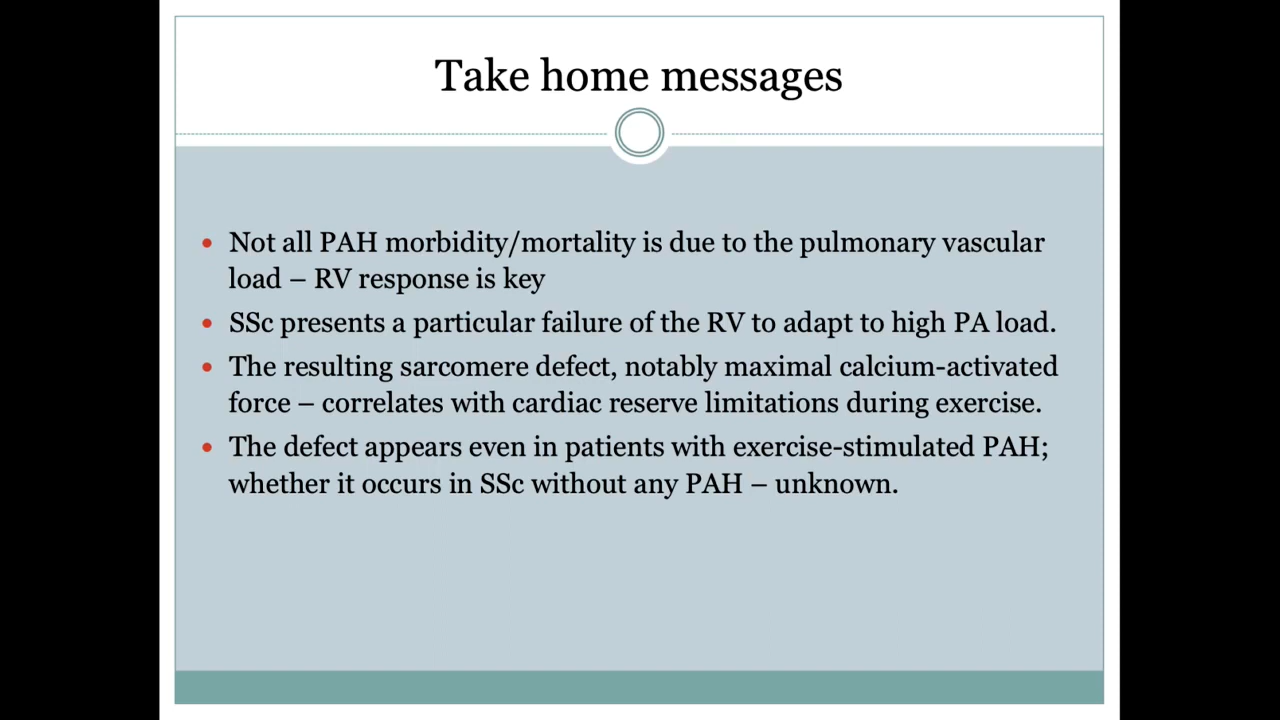 Take home messages
• Not all PAH morbidity/mortality is due to the pulmonary vascular
load – RV response is key
• SSc presents a particular failure of the RV to adapt to high PA load.
• The resulting sarcomere defect, notably maximal calcium-activated
force – correlates with cardiac reserve limitations during exercise.
• The defect appears even in patients with exercise-stimulated PAH;
whether it occurs in SSc without any PAH – unknown.